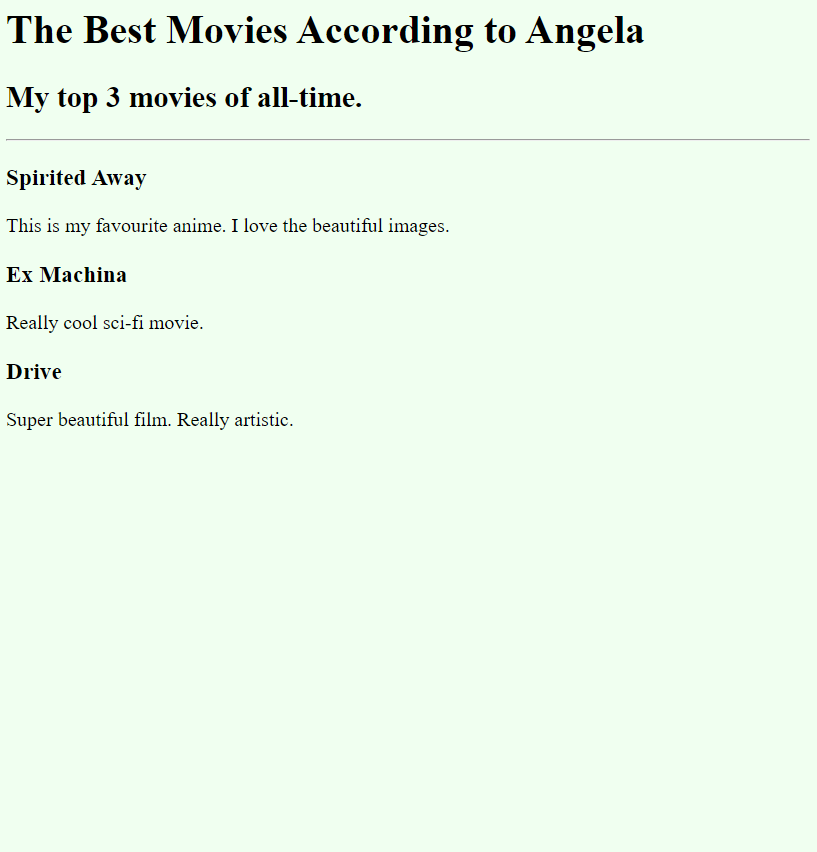 The Best Movies According to Angela
My top 3 movies of all-time.
Spirited Away
This is my favourite anime. I love the beautiful images.
Ex Machina
Really cool sci-fi movie.
Drive
Super beautiful film. Really artistic.